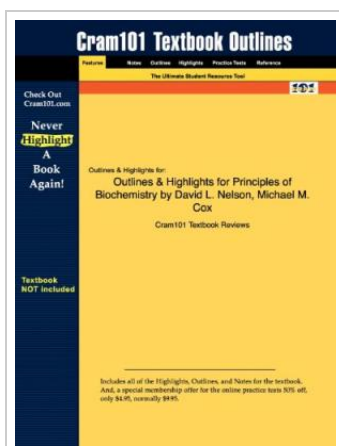 Cram101 Textbook Outlines
Features Notes Outlines Highlights Practice Tests Reference
The Ultimate Student Resource Tool
101
Check Out
Cram101.com
Never
Highlight
A
Book
Again!
Outlines & Highlights for:
Outlines & Highlights for Principles of
Biochemistry by David L. Nelson, Michael M.
Cox
Cram101 Textbook Reviews
Textbook
NOT included
Includes all of the Highlights, Outlines, and Notes for the textbook.
And, a special membership offer for the online practice tests 50% off,
only $4.95, normally $9.95.